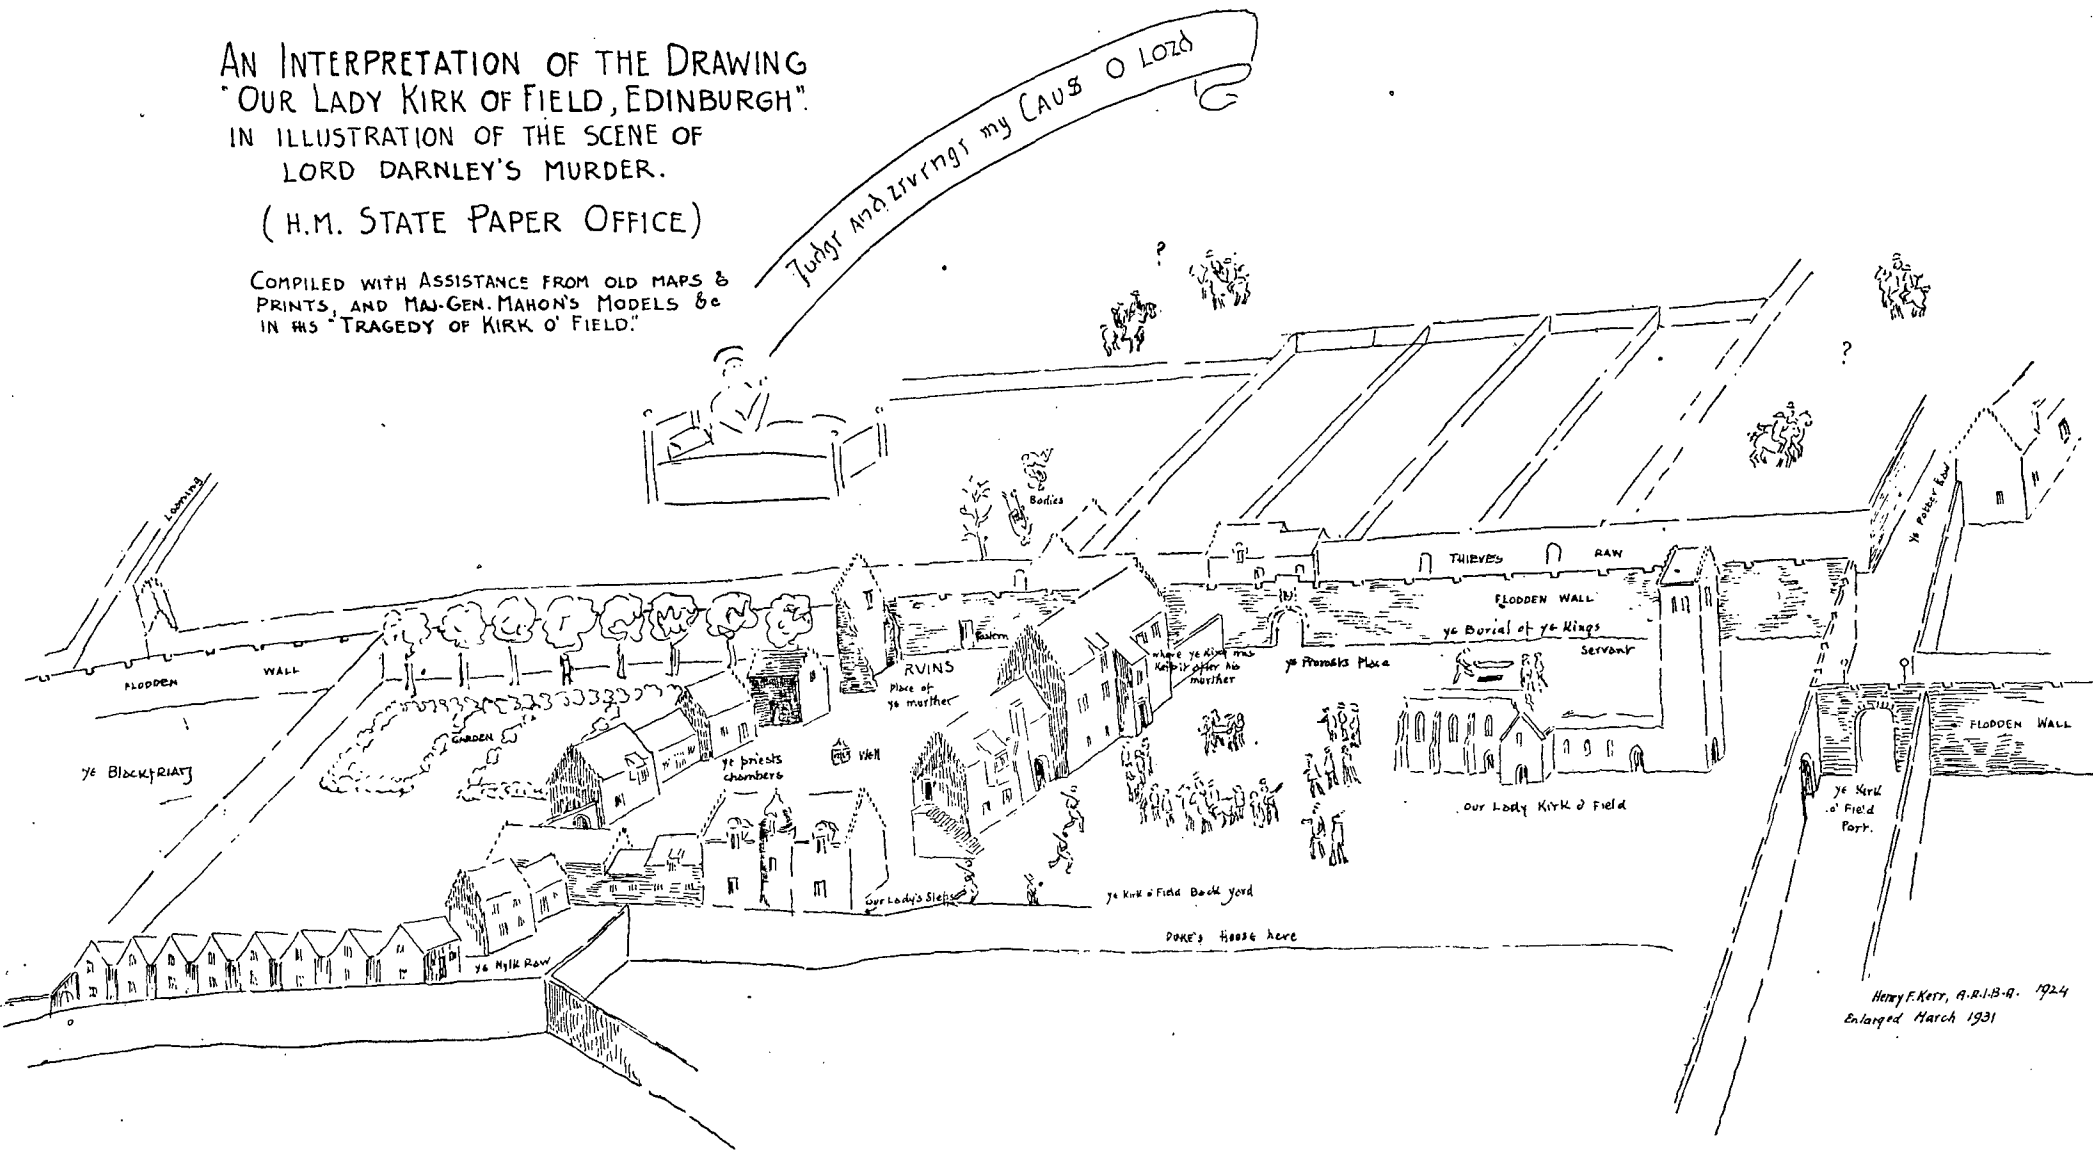 AN INTERPRETATION OF THE DRAWING
"OUR LADY KIRK OF FIELD, EDINBURGH".
IN ILLUSTRATION OF THE SCENE OF
LORD DARNLEY'S MURDER.
(H.M. STATE PAPER OFFICE)
COMPILED WITH ASSISTANCE FROM OLD MAPS &
PRINTS, AND MAJ-GEN. MAHON'S MODELS &c
IN HIS "TRAGEDY OF KIRK O' FIELD."
Judge and revenge my Caus O Lord
?
?
Loaning
Bodies
ye Potter Raw
THIEVES RAW
FLODDEN WALL
ye Burial of ye Kings
servant
Postern
RUINS
Place of
ye murther
where ye King was
Keipit after his
murther
ye Provosts Place
FLODDEN WALL
GARDEN
ye Blackfriars
ye priests
chambers
Well
Our Lady Kirk o' Field
FLODDEN WALL
ye Kirk
o' Field
Port.
Our Lady's Steps
ye Kirk o' Field Back yard
DUKE'S House here
ye Mylk Raw
Henry F. Kerr, A.R.I.B.A. 1924
Enlarged March 1931